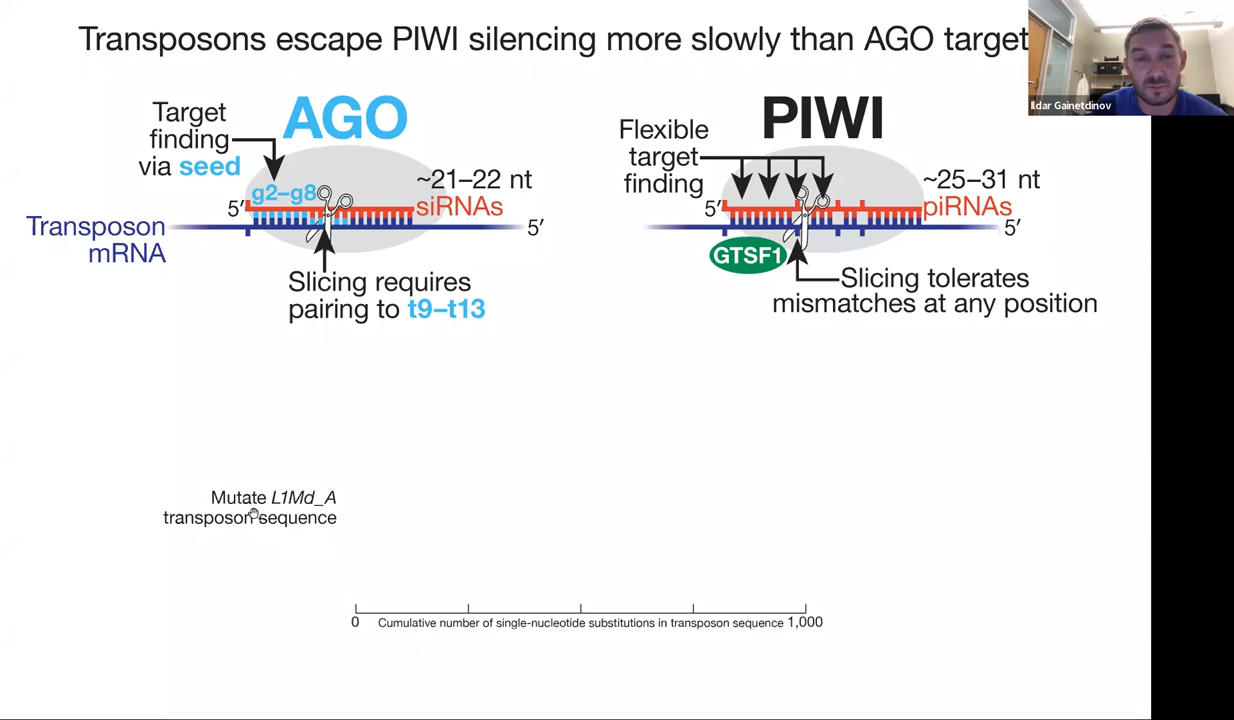 Transposons escape PIWI silencing more slowly than AGO target
Ildar Gainetdinov
AGO
Target
finding
via seed
g2–g8
~21–22 nt
siRNAs
5′
Transposon
mRNA
5′
Slicing requires
pairing to t9–t13
PIWI
Flexible
target
finding
~25–31 nt
piRNAs
5′
5′
GTSF1
Slicing tolerates
mismatches at any position
Mutate L1Md_A
transposon sequence
0 Cumulative number of single-nucleotide substitutions in transposon sequence 1,000